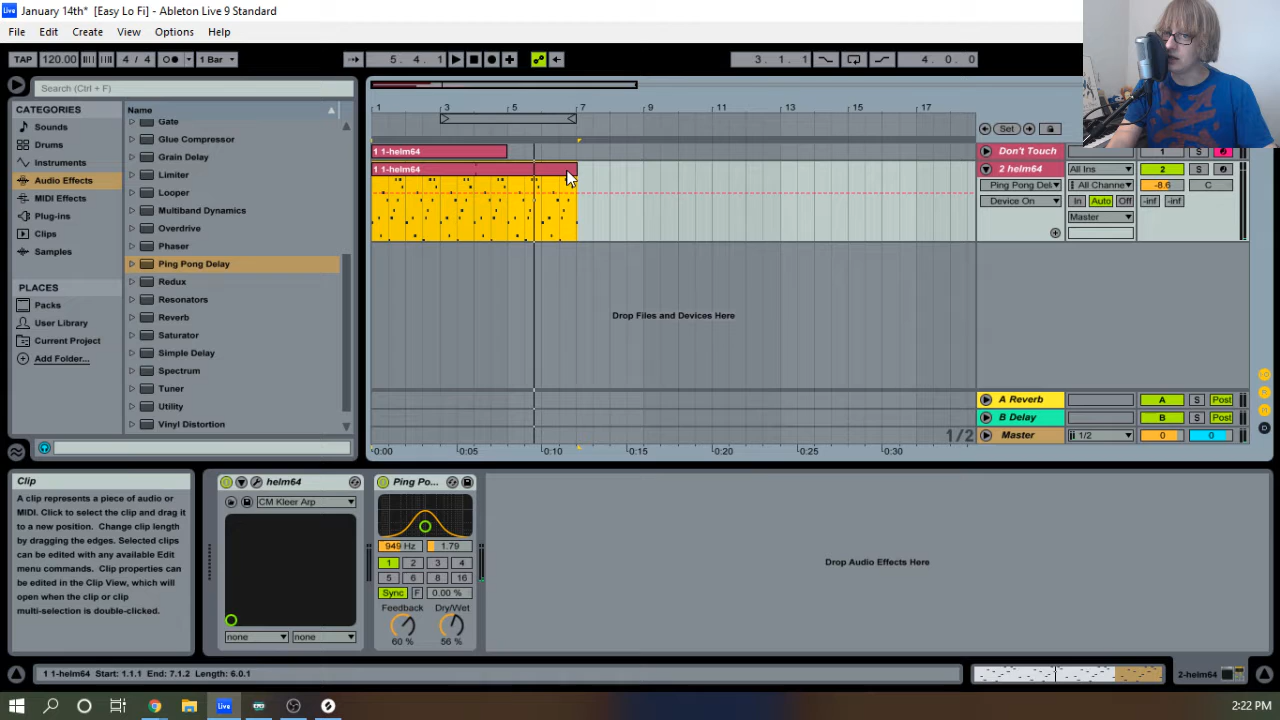 January 14th* [Easy Lo Fi] - Ableton Live 9 Standard
File Edit Create View Options Help
TAP 120.00 4 / 4 1 Bar 5. 4. 1 3. 1. 1 4. 0. 0
Search (Ctrl + F)
CATEGORIES
Sounds
Drums
Instruments
Audio Effects
MIDI Effects
Plug-ins
Clips
Samples
PLACES
Packs
User Library
Current Project
Add Folder...
Name
Gate
Glue Compressor
Grain Delay
Limiter
Looper
Multiband Dynamics
Overdrive
Phaser
Ping Pong Delay
Redux
Resonators
Reverb
Saturator
Simple Delay
Spectrum
Tuner
Utility
Vinyl Distortion
1 3 5 7 9 11 13 15 17
Set
1 1-helm64
Don't Touch 1 S
1 1-helm64
2 helm64 All Ins 2 S
Ping Pong Del All Channe -8.6 C
Device On In Auto Off -inf -inf
Master
Drop Files and Devices Here
A Reverb A S Post
B Delay B S Post
1/2 Master 1/2 0 0
0:00 0:05 0:10 0:15 0:20 0:25 0:30
Clip
A clip represents a piece of audio or
MIDI. Click to select the clip and drag it
to a new position. Change clip length
by dragging the edges. Selected clips
can be edited with any available Edit
menu commands. Clip properties can
be edited in the Clip View, which will
open when the clip or clip
multi-selection is double-clicked.
helm64
CM Kleer Arp
none none
Ping Po...
949 Hz 1.79
1 2 3 4
5 6 8 16
Sync F 0.00 %
Feedback Dry/Wet
60 % 56 %
Drop Audio Effects Here
1 1-helm64 Start: 1.1.1 End: 7.1.2 Length: 6.0.1
2-helm64
Live 2:22 PM